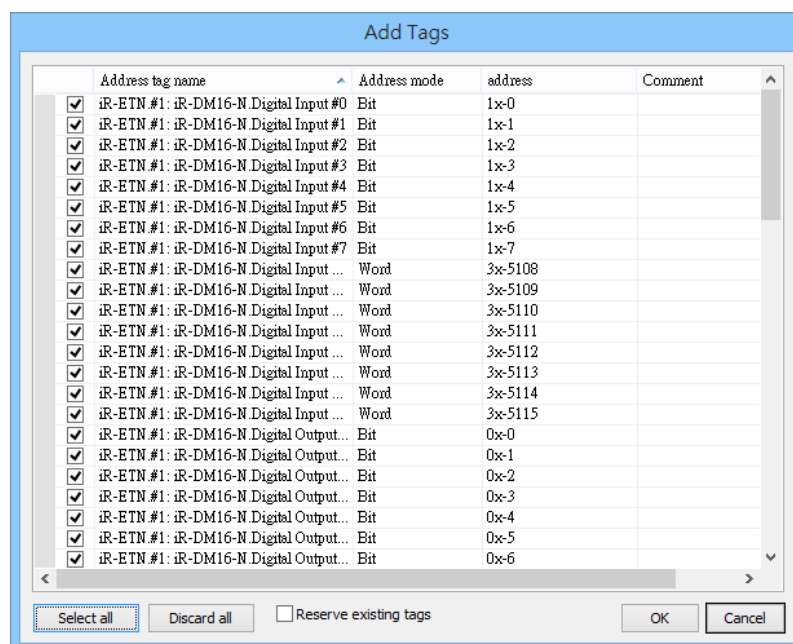 Add Tags
Address tag name Address mode address Comment
iR-ETN.#1: iR-DM16-N.Digital Input #0 Bit 1x-0
iR-ETN.#1: iR-DM16-N.Digital Input #1 Bit 1x-1
iR-ETN.#1: iR-DM16-N.Digital Input #2 Bit 1x-2
iR-ETN.#1: iR-DM16-N.Digital Input #3 Bit 1x-3
iR-ETN.#1: iR-DM16-N.Digital Input #4 Bit 1x-4
iR-ETN.#1: iR-DM16-N.Digital Input #5 Bit 1x-5
iR-ETN.#1: iR-DM16-N.Digital Input #6 Bit 1x-6
iR-ETN.#1: iR-DM16-N.Digital Input #7 Bit 1x-7
iR-ETN.#1: iR-DM16-N.Digital Input ... Word 3x-5108
iR-ETN.#1: iR-DM16-N.Digital Input ... Word 3x-5109
iR-ETN.#1: iR-DM16-N.Digital Input ... Word 3x-5110
iR-ETN.#1: iR-DM16-N.Digital Input ... Word 3x-5111
iR-ETN.#1: iR-DM16-N.Digital Input ... Word 3x-5112
iR-ETN.#1: iR-DM16-N.Digital Input ... Word 3x-5113
iR-ETN.#1: iR-DM16-N.Digital Input ... Word 3x-5114
iR-ETN.#1: iR-DM16-N.Digital Input ... Word 3x-5115
iR-ETN.#1: iR-DM16-N.Digital Output... Bit 0x-0
iR-ETN.#1: iR-DM16-N.Digital Output... Bit 0x-1
iR-ETN.#1: iR-DM16-N.Digital Output... Bit 0x-2
iR-ETN.#1: iR-DM16-N.Digital Output... Bit 0x-3
iR-ETN.#1: iR-DM16-N.Digital Output... Bit 0x-4
iR-ETN.#1: iR-DM16-N.Digital Output... Bit 0x-5
iR-ETN.#1: iR-DM16-N.Digital Output... Bit 0x-6
Select all Discard all Reserve existing tags OK Cancel